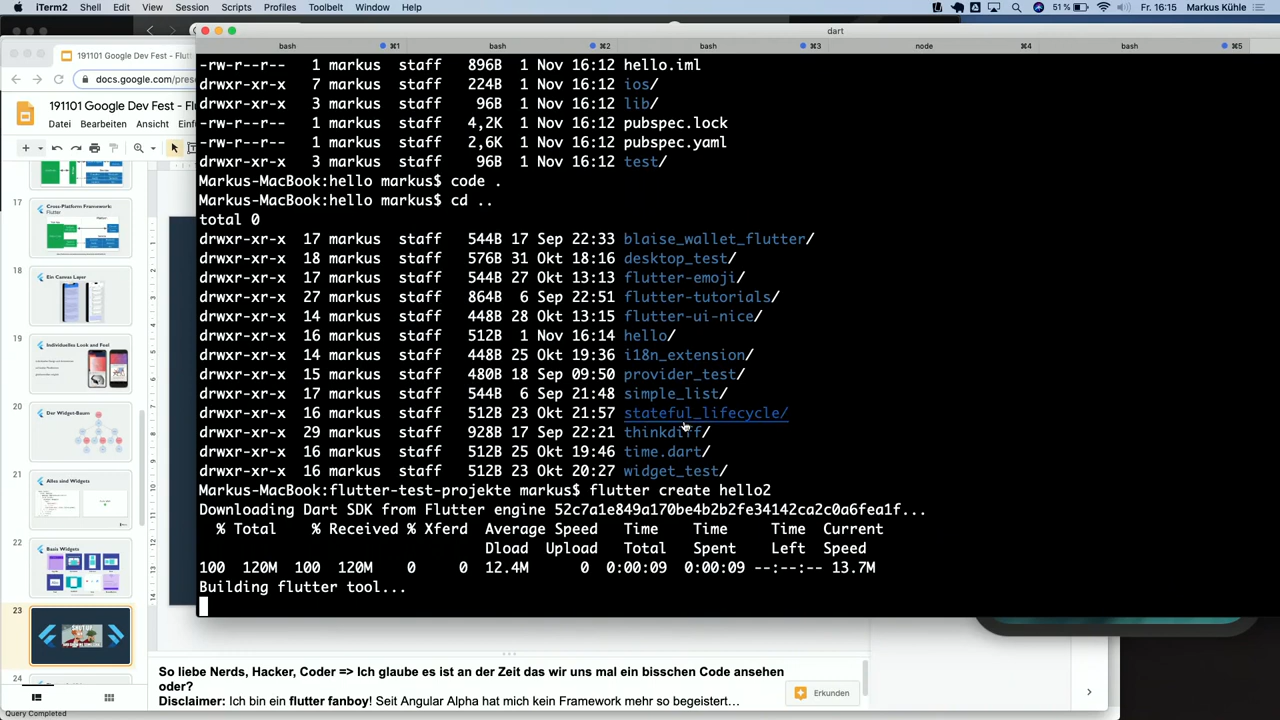 iTerm2 Shell Edit View Session Scripts Profiles Toolbelt Window Help 51 % Fr. 16:15 Markus Kühle
dart
bash ⌘1 bash ⌘2 bash ⌘3 node ⌘4 bash ⌘5
191101 Google Dev Fest - Flutt
docs.google.com/prese
191101 Google Dev Fest - Fl
Datei Bearbeiten Ansicht Einf
-rw-r--r-- 1 markus staff 896B 1 Nov 16:12 hello.iml
drwxr-xr-x 7 markus staff 224B 1 Nov 16:12 ios/
drwxr-xr-x 3 markus staff 96B 1 Nov 16:12 lib/
-rw-r--r-- 1 markus staff 4,2K 1 Nov 16:12 pubspec.lock
-rw-r--r-- 1 markus staff 2,6K 1 Nov 16:12 pubspec.yaml
drwxr-xr-x 3 markus staff 96B 1 Nov 16:12 test/
Markus-MacBook:hello markus$ code .
Markus-MacBook:hello markus$ cd ..
total 0
drwxr-xr-x 17 markus staff 544B 17 Sep 22:33 blaise_wallet_flutter/
drwxr-xr-x 18 markus staff 576B 31 Okt 18:16 desktop_test/
drwxr-xr-x 17 markus staff 544B 27 Okt 13:13 flutter-emoji/
drwxr-xr-x 27 markus staff 864B 6 Sep 22:51 flutter-tutorials/
drwxr-xr-x 14 markus staff 448B 28 Okt 13:15 flutter-ui-nice/
drwxr-xr-x 16 markus staff 512B 1 Nov 16:14 hello/
drwxr-xr-x 14 markus staff 448B 25 Okt 19:36 i18n_extension/
drwxr-xr-x 15 markus staff 480B 18 Sep 09:50 provider_test/
drwxr-xr-x 17 markus staff 544B 6 Sep 21:48 simple_list/
drwxr-xr-x 16 markus staff 512B 23 Okt 21:57 stateful_lifecycle/
drwxr-xr-x 29 markus staff 928B 17 Sep 22:21 thinkdiff/
drwxr-xr-x 16 markus staff 512B 25 Okt 19:46 time.dart/
drwxr-xr-x 16 markus staff 512B 23 Okt 20:27 widget_test/
Markus-MacBook:flutter-test-projekte markus$ flutter create hello2
Downloading Dart SDK from Flutter engine 52c7a1e849a170be4b2b2fe34142ca2c0a6fea1f...
% Total % Received % Xferd Average Speed Time Time Time Current
Dload Upload Total Spent Left Speed
100 120M 100 120M 0 0 12.4M 0 0:00:09 0:00:09 --:--:-- 13.7M
Building flutter tool...
17
Cross-Platform Framework:
Flutter
18
Ein Canvas Layer
19
Individuelles Look and Feel
20
Der Widget-Baum
21
Alles sind Widgets
22
Basis Widgets
23
SHUT UP
24
So liebe Nerds, Hacker, Coder => Ich glaube es ist an der Zeit das wir uns mal ein bisschen Code ansehen
oder?
Disclaimer: Ich bin ein flutter fanboy! Seit Angular Alpha hat mich kein Framework mehr so begeistert…
Erkunden
Query Completed